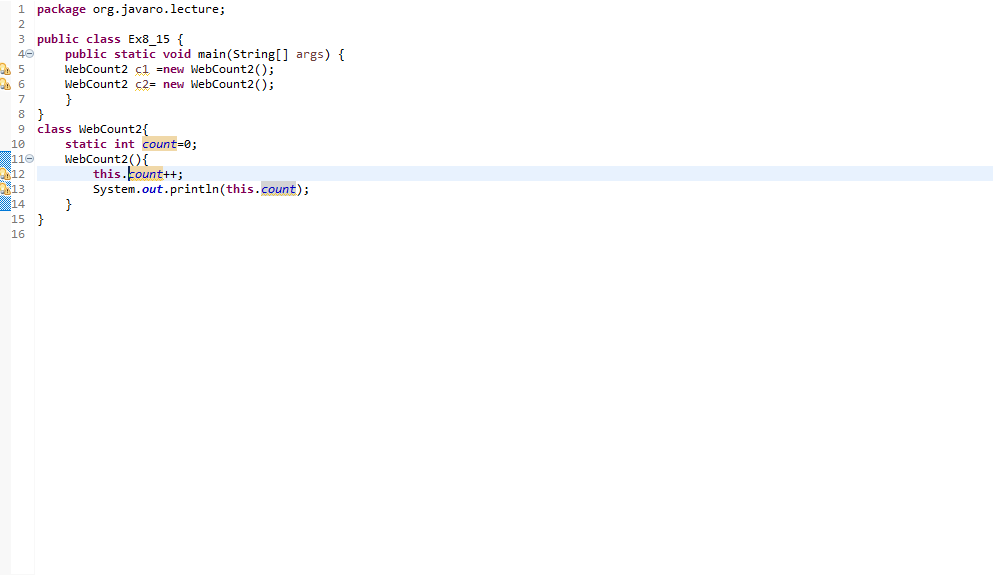 1 package org.javaro.lecture;
2
3 public class Ex8_15 {
4 public static void main(String[] args) {
5 WebCount2 c1 =new WebCount2();
6 WebCount2 c2= new WebCount2();
7 }
8 }
9 class WebCount2{
10 static int count=0;
11 WebCount2(){
12 this.count++;
13 System.out.println(this.count);
14 }
15 }
16